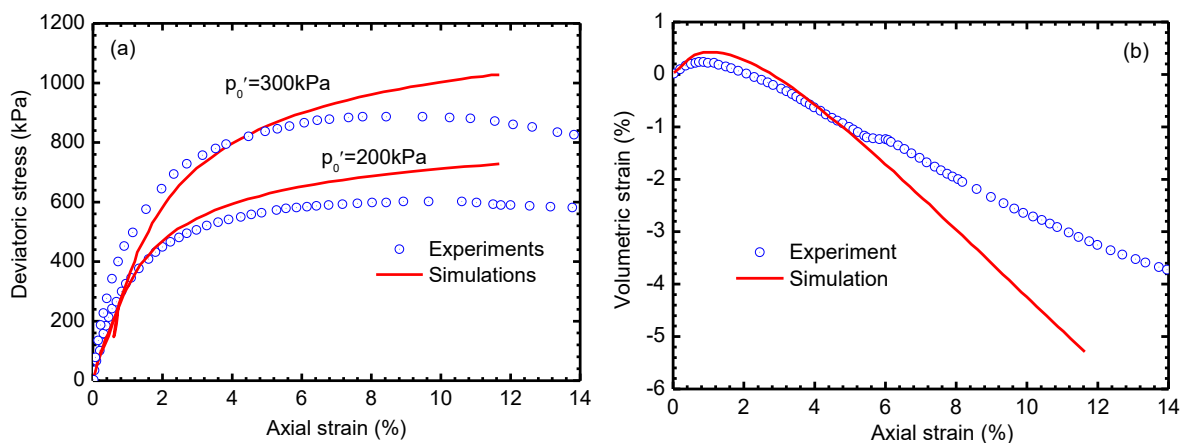 (a)
1200
1000
800
600
400
200
0
Deviatoric stress (kPa)
p0′=300kPa
p0′=200kPa
Experiments
Simulations
0 2 4 6 8 10 12 14
Axial strain (%)
(b)
1
0
-1
-2
-3
-4
-5
-6
Volumetric strain (%)
Experiment
Simulation
0 2 4 6 8 10 12 14
Axial strain (%)